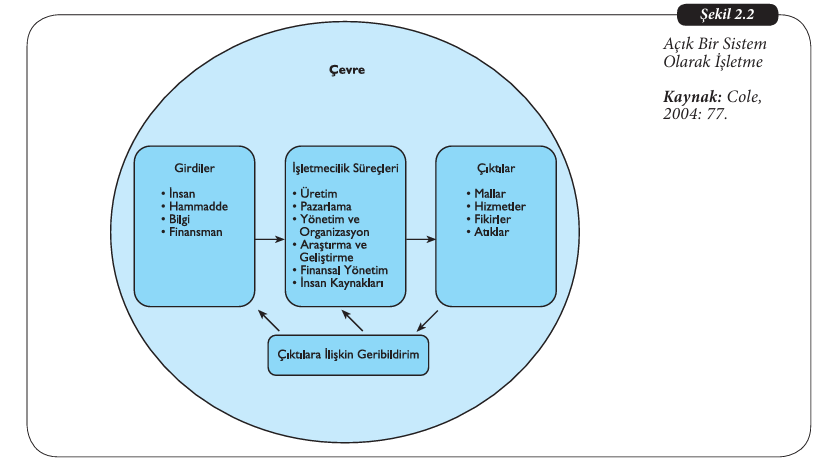 Şekil 2.2
Açık Bir Sistem
Olarak İşletme
Kaynak: Cole,
2004: 77.
Çevre
Girdiler
• İnsan
• Hammadde
• Bilgi
• Finansman
İşletmecilik Süreçleri
• Üretim
• Pazarlama
• Yönetim ve
Organizasyon
• Araştırma ve
Geliştirme
• Finansal Yönetim
• İnsan Kaynakları
Çıktılar
• Mallar
• Hizmetler
• Fikirler
• Atıklar
Çıktılara İlişkin Geribildirim